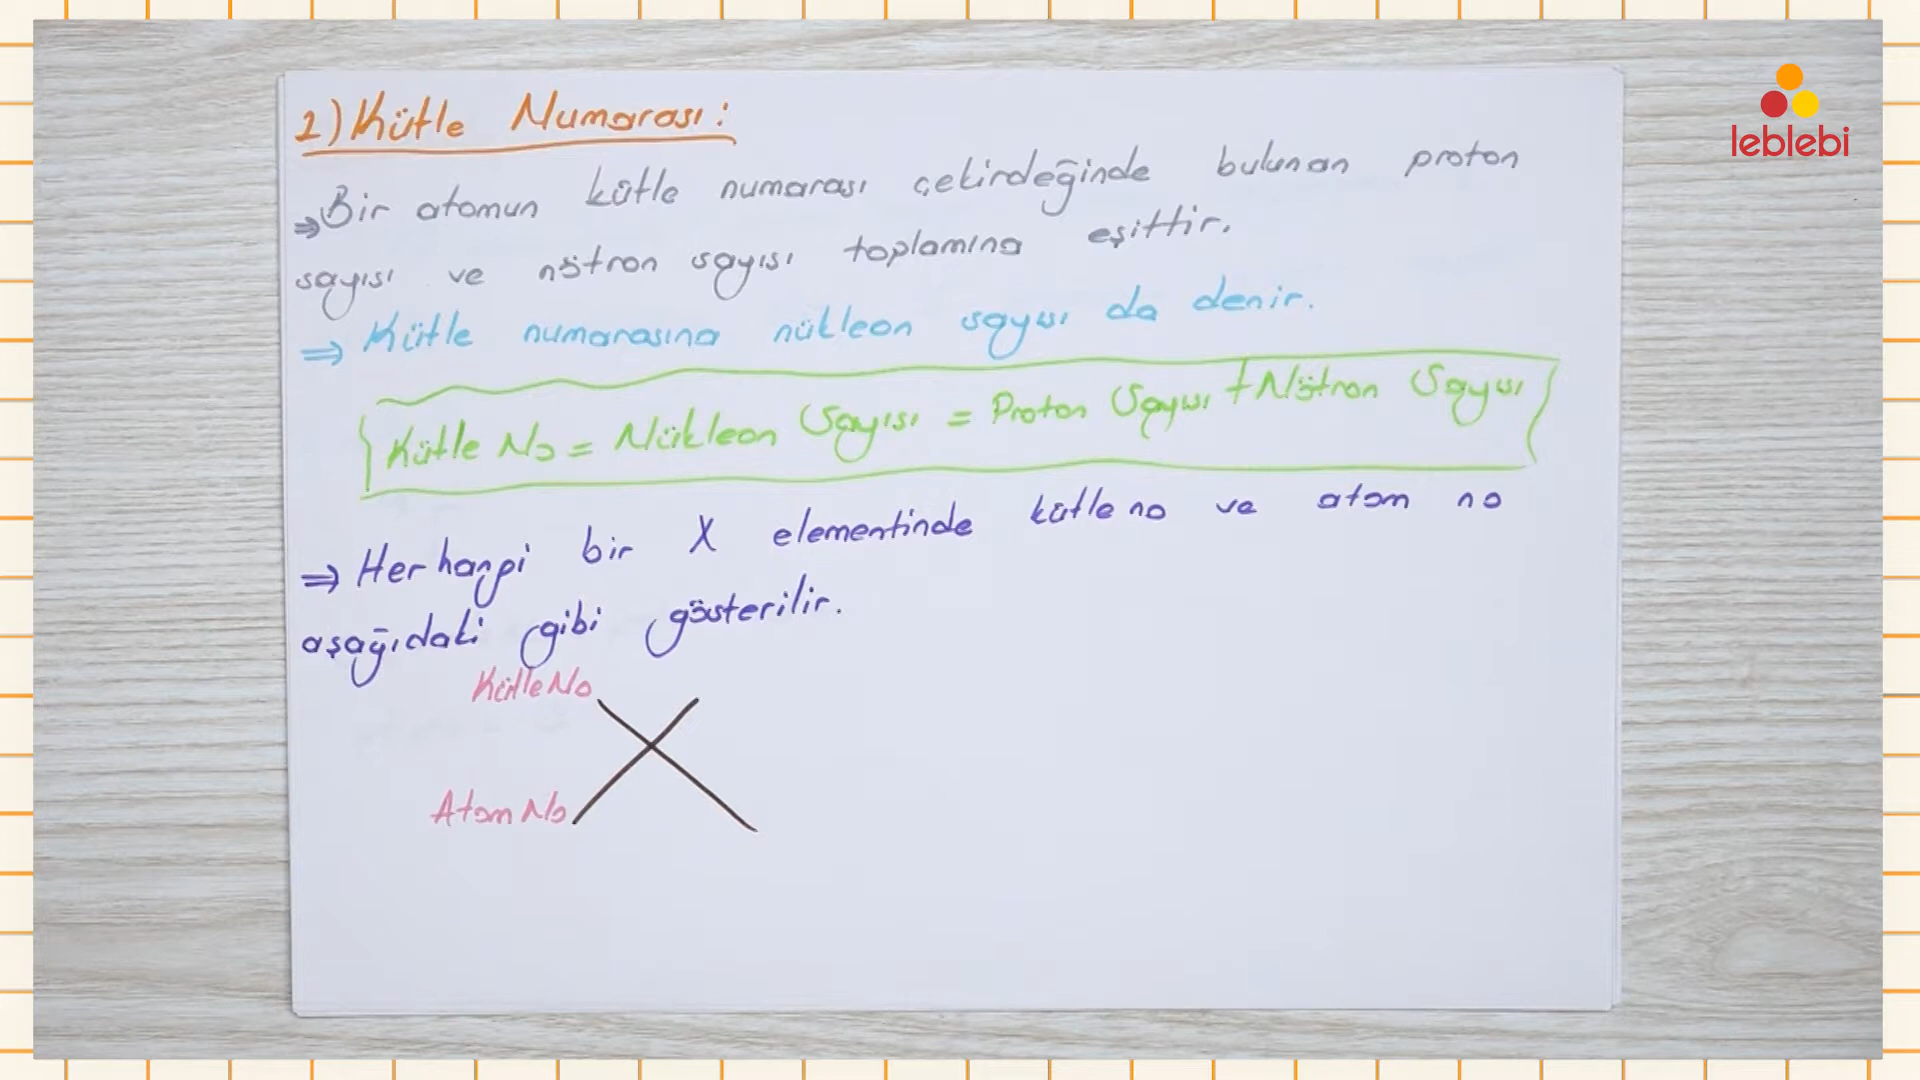 2) Kütle Numarası:
leblebi
⇒ Bir atomun kütle numarası çekirdeğinde bulunan proton
sayısı ve nötron sayısı toplamına eşittir.
⇒ Kütle numarasına nükleon sayısı da denir.
Kütle No = Nükleon Sayısı = Proton Sayısı + Nötron Sayısı
⇒ Herhangi bir X elementinde kütle no ve atom no
aşağıdaki gibi gösterilir.
Kütle No
X
Atom No